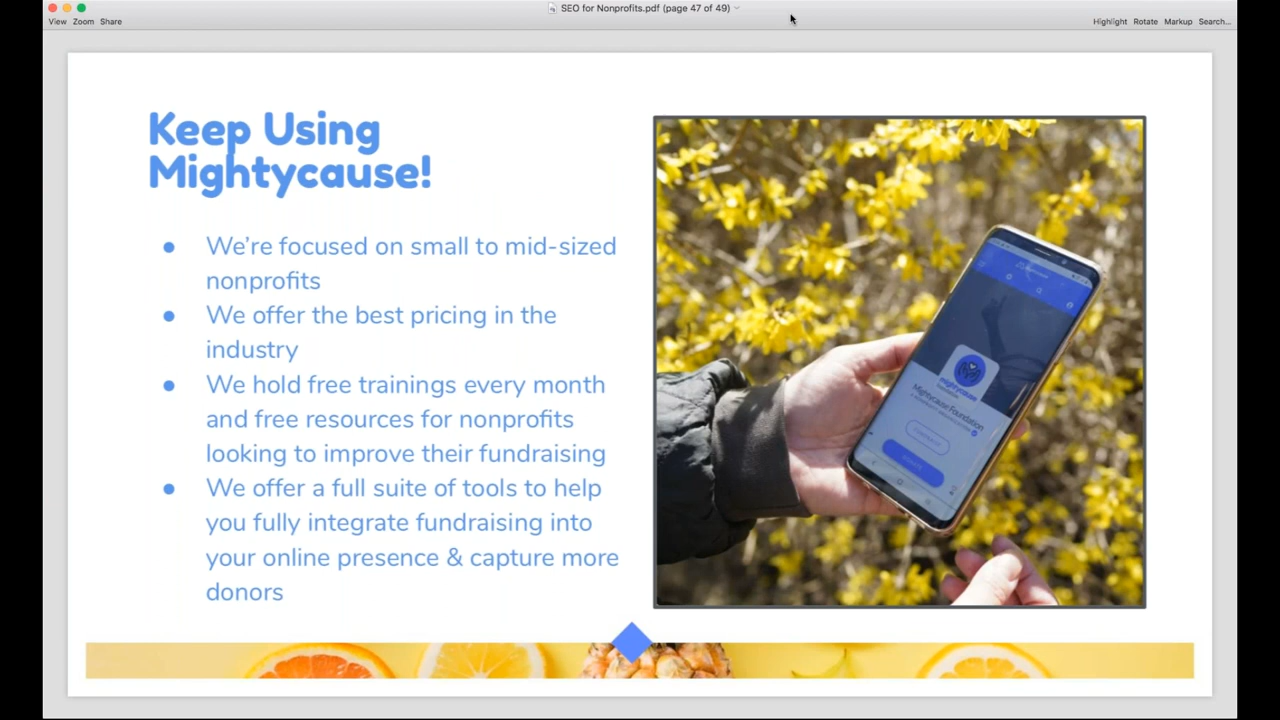 SEO for Nonprofits.pdf (page 47 of 49)
View Zoom Share
Highlight Rotate Markup Search...
Keep Using
Mightycause!
● We’re focused on small to mid-sized
nonprofits
● We offer the best pricing in the
industry
● We hold free trainings every month
and free resources for nonprofits
looking to improve their fundraising
● We offer a full suite of tools to help
you fully integrate fundraising into
your online presence & capture more
donors
mightycause
Mightycause Foundation